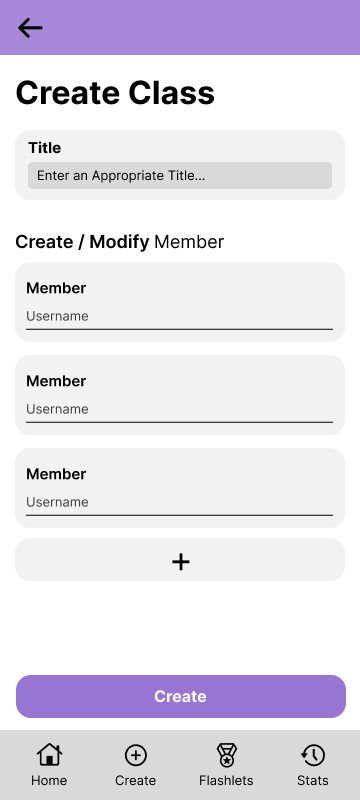 Create Class
Title
Enter an Appropriate Title...
Create / Modify Member
Member
Username
Member
Username
Member
Username
+
Create
Home
Create
Flashlets
Stats